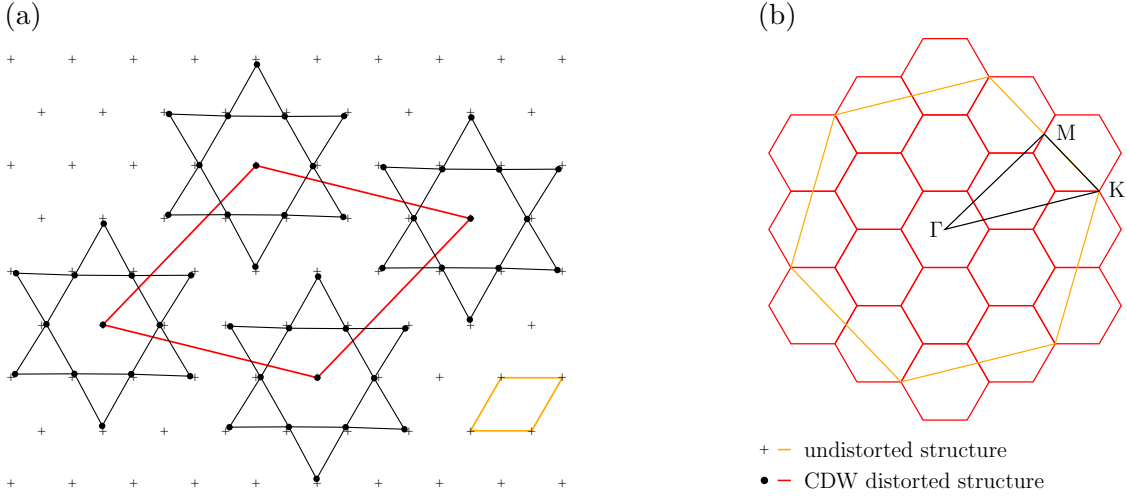 (a)
(b)
M
K
Γ
undistorted structure
CDW distorted structure